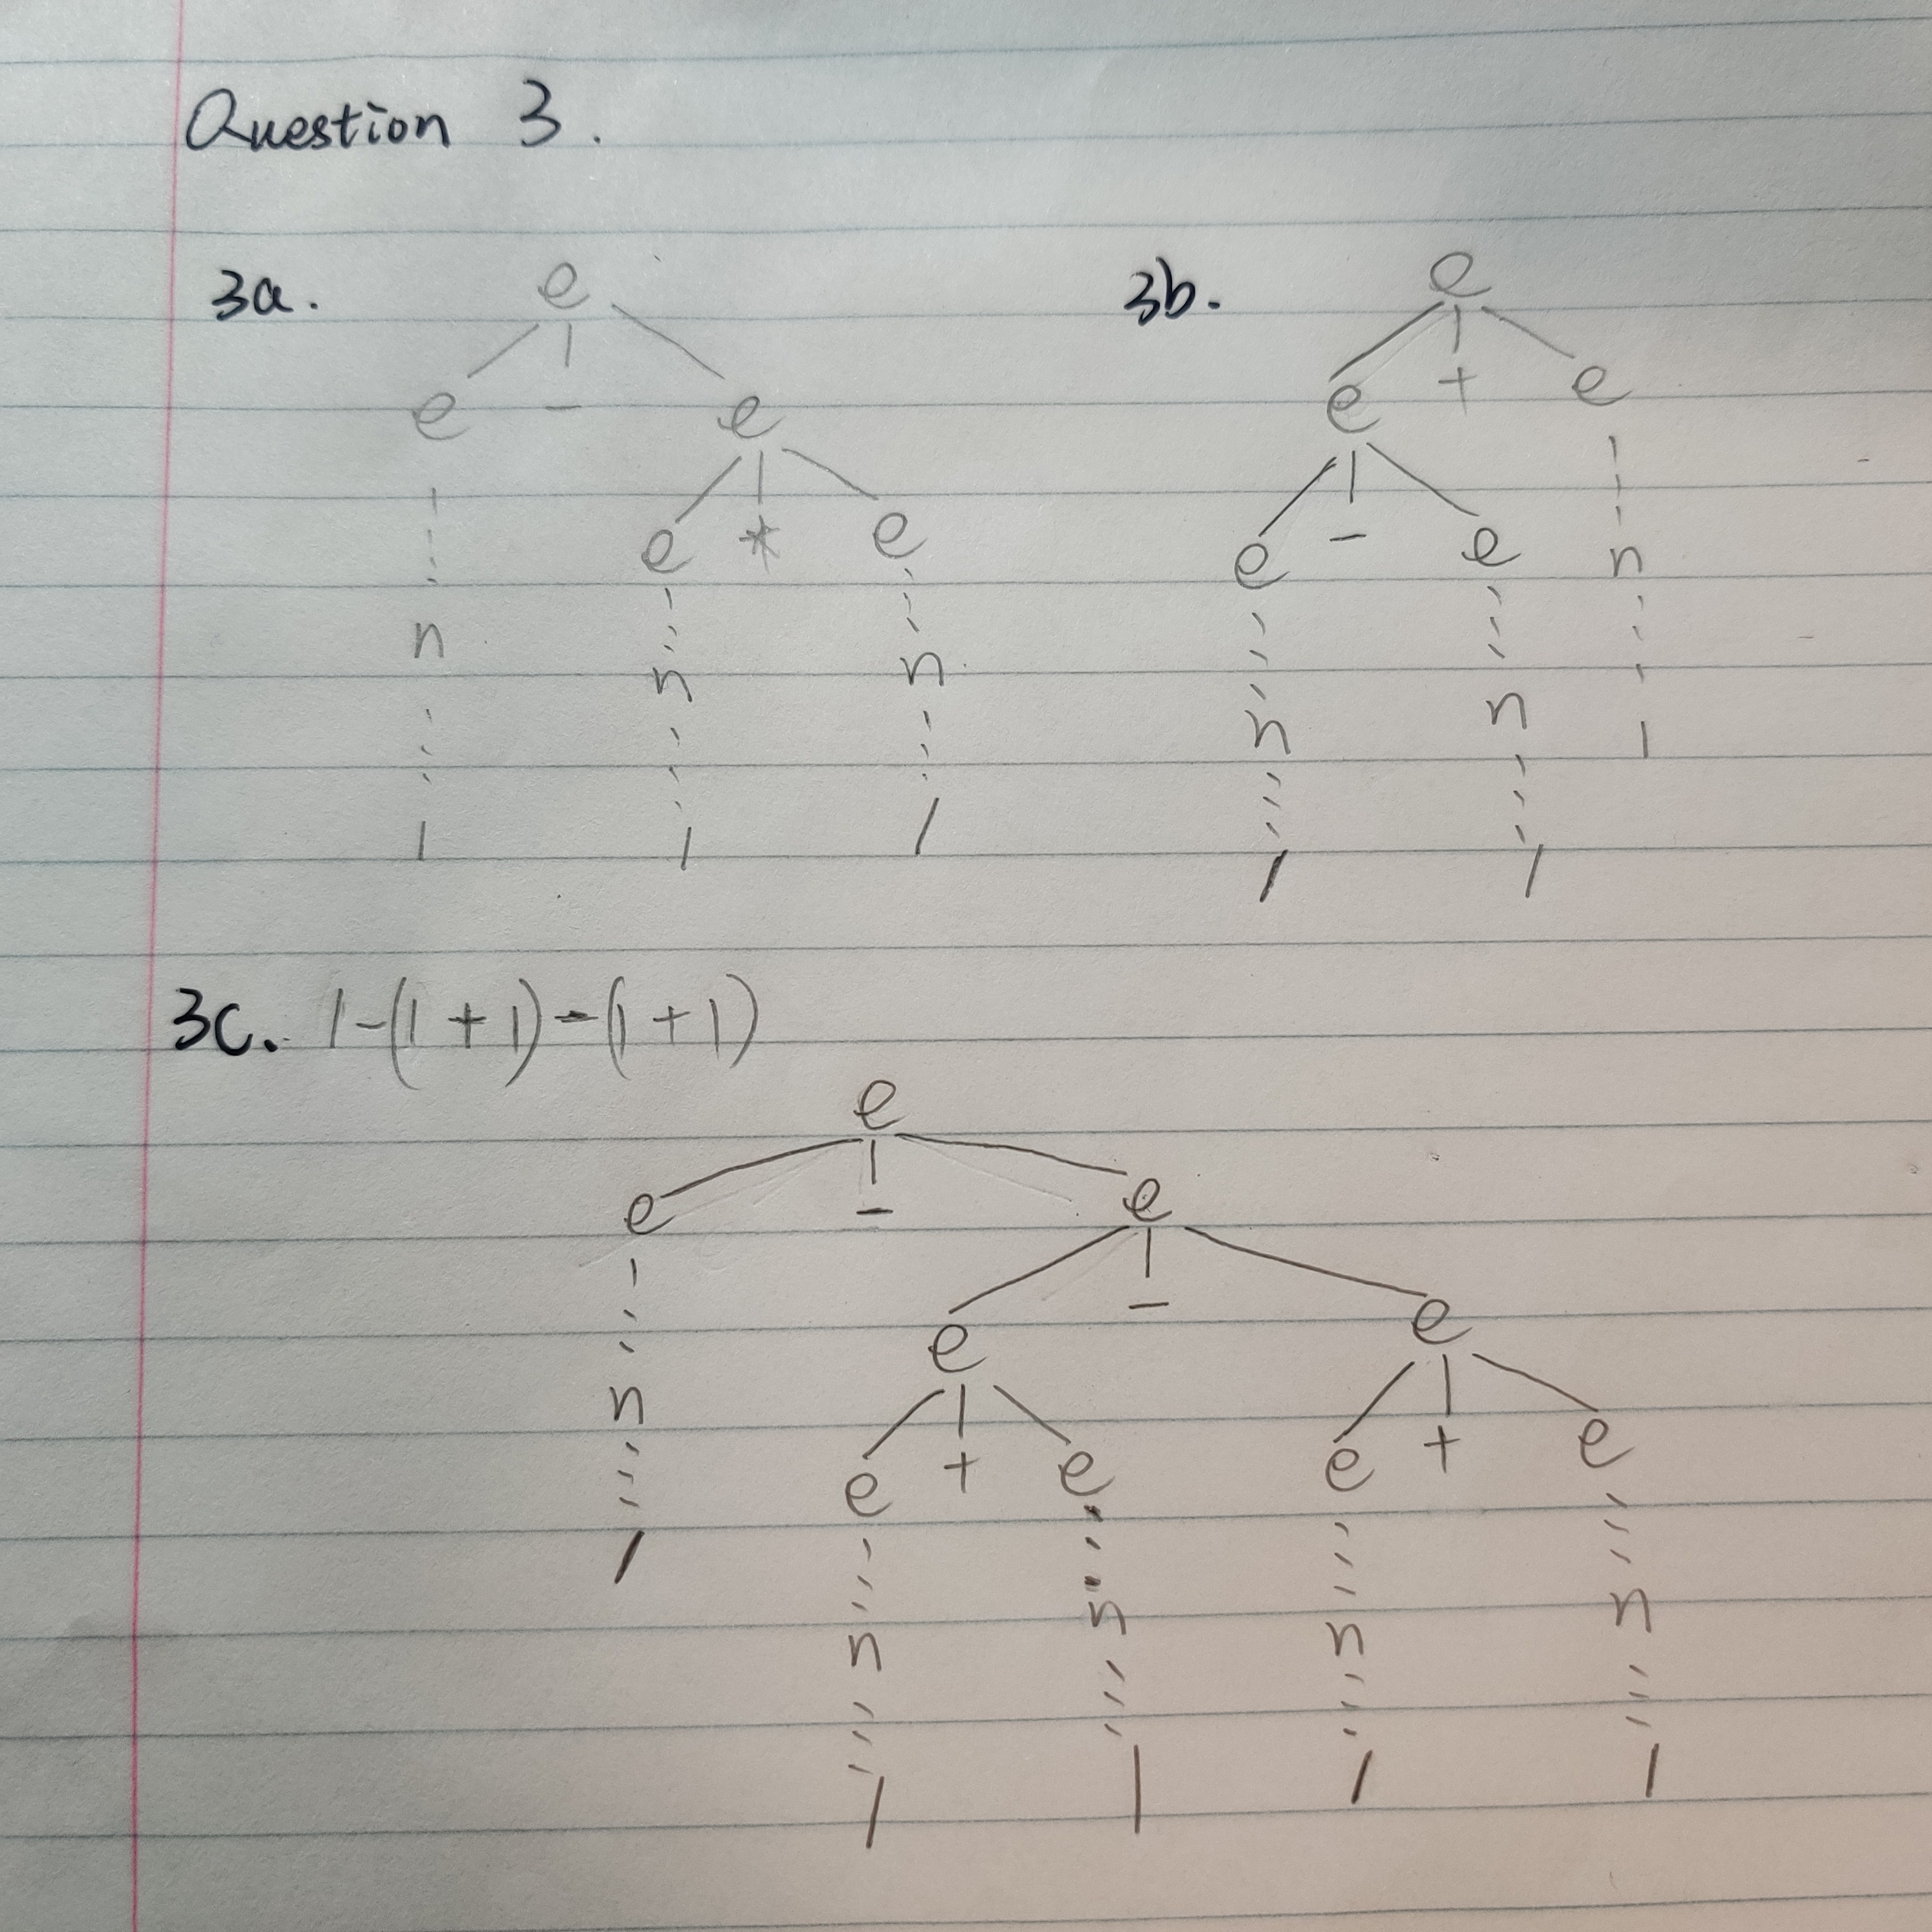 Question 3.
3a.
e
e - e
e * e
n n n
1 1 1
3b.
e
e + e
e - e n
n n 1
1 1
3c. 1-(1+1)-(1+1)
e
e - e
e - e
n e + e e + e
1 n n n n
1 1 1 1